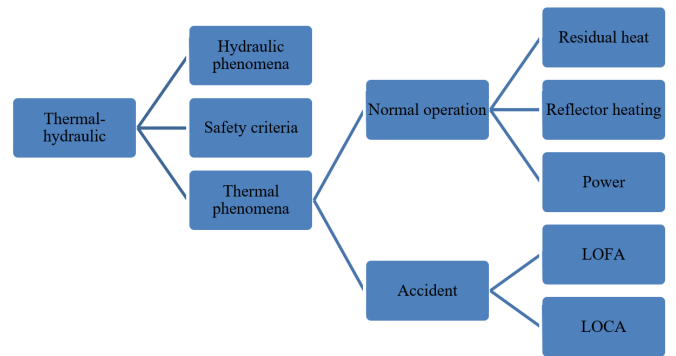 Thermal-
hydraulic
Hydraulic
phenomena
Safety criteria
Thermal
phenomena
Normal operation
Accident
Residual heat
Reflector heating
Power
LOFA
LOCA